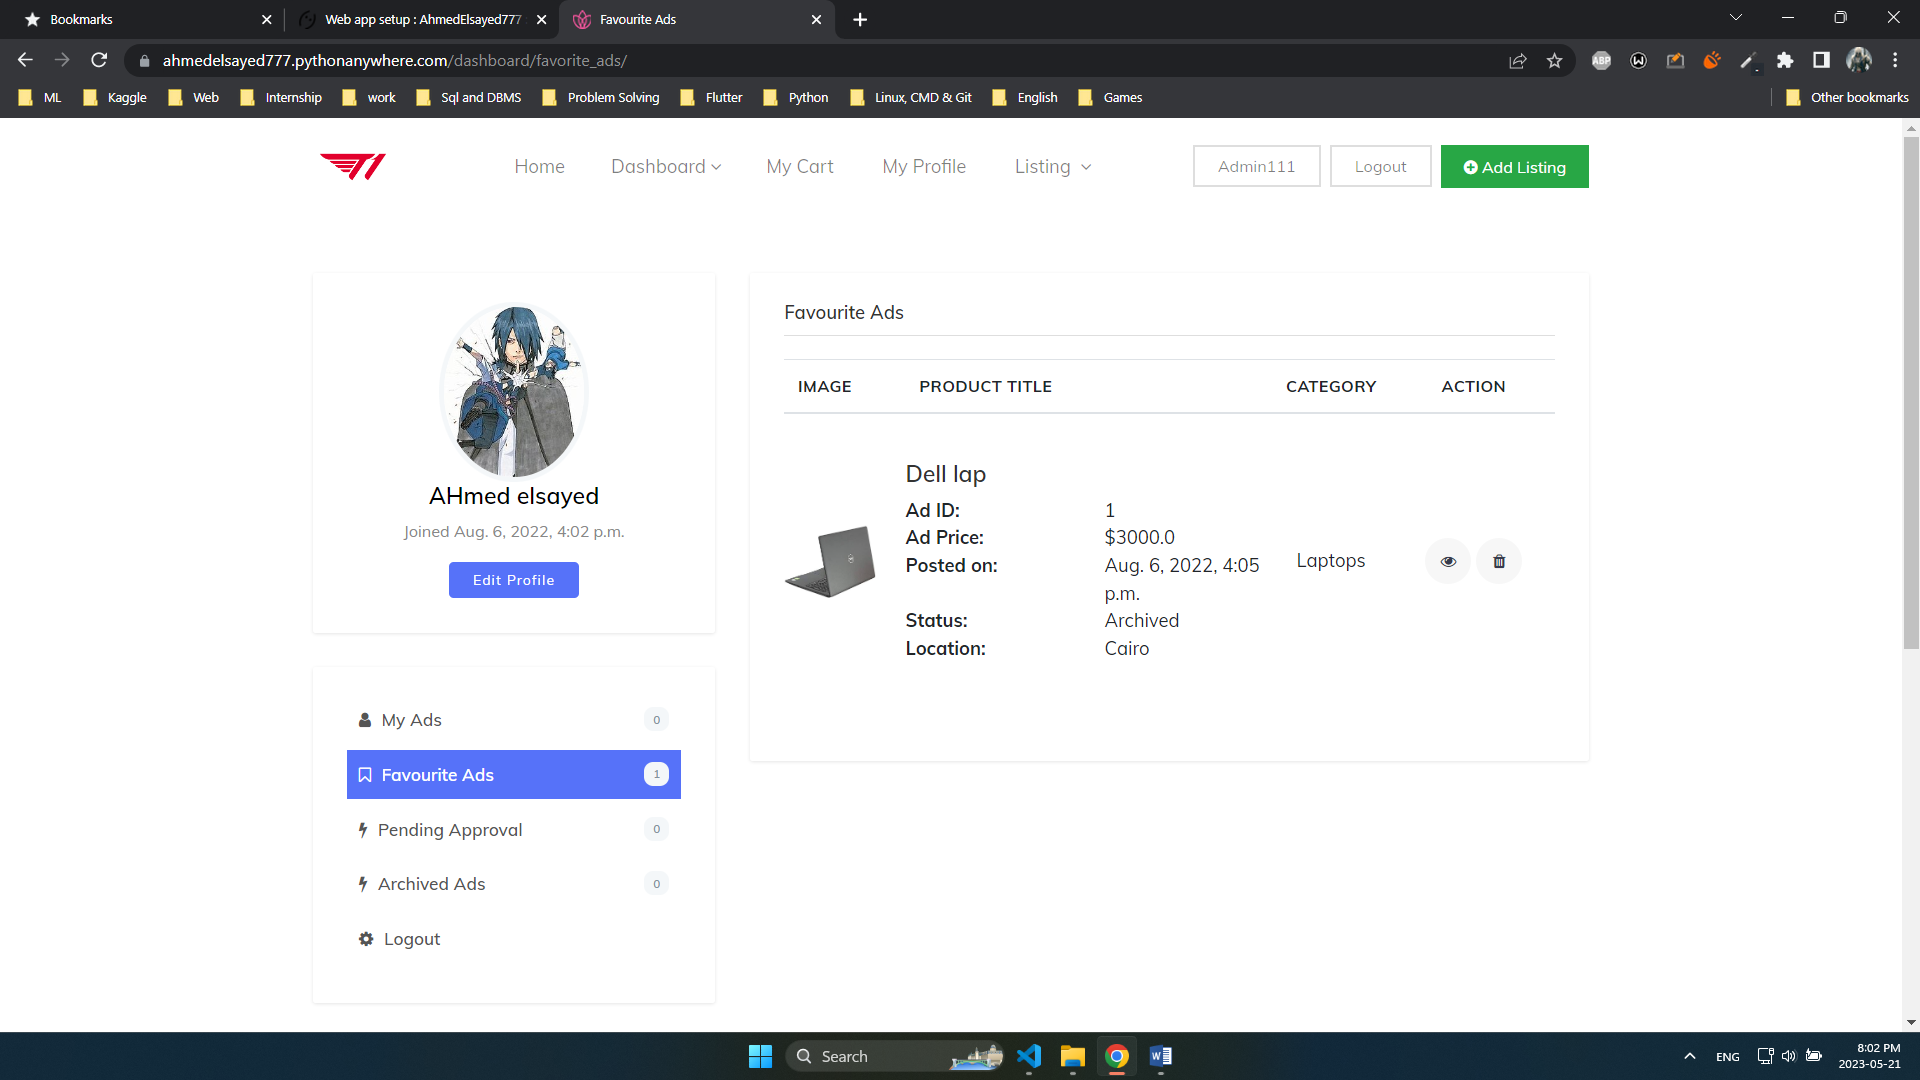 Bookmarks
Web app setup : AhmedElsayed777
Favourite Ads
ahmedelsayed777.pythonanywhere.com/dashboard/favorite_ads/
ABP
ML Kaggle Web Internship work Sql and DBMS Problem Solving Flutter Python Linux, CMD & Git English Games Other bookmarks
T1 Home Dashboard My Cart My Profile Listing Admin111 Logout Add Listing
AHmed elsayed
Joined Aug. 6, 2022, 4:02 p.m.
Edit Profile
My Ads 0
Favourite Ads 1
Pending Approval 0
Archived Ads 0
Logout
Favourite Ads
IMAGE PRODUCT TITLE CATEGORY ACTION
Dell lap
Ad ID: 1
Ad Price: $3000.0
Posted on: Aug. 6, 2022, 4:05
p.m.
Status: Archived
Location: Cairo
Laptops
Search
ENG
8:02 PM
2023-05-21